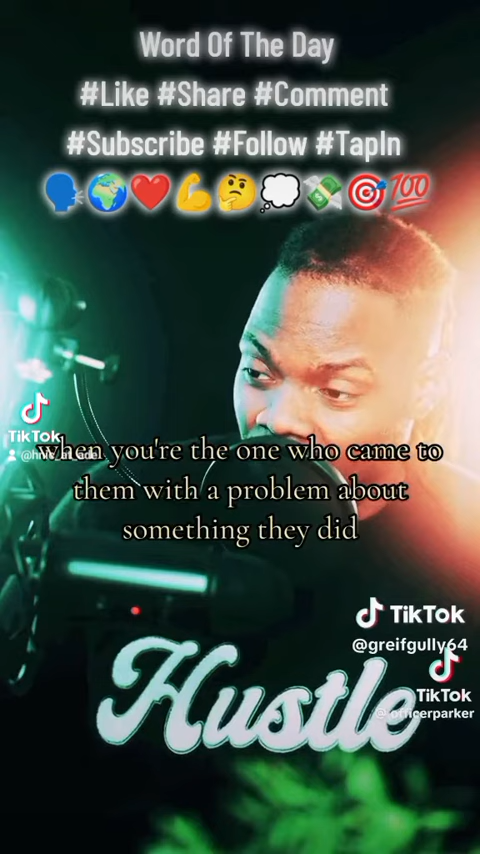 Word Of The Day
#Like #Share #Comment
#Subscribe #Follow #TapIn
💯
TikTok
when you're the one who came to
them with a problem about
something they did
TikTok
@greifgully64
Hustle
TikTok